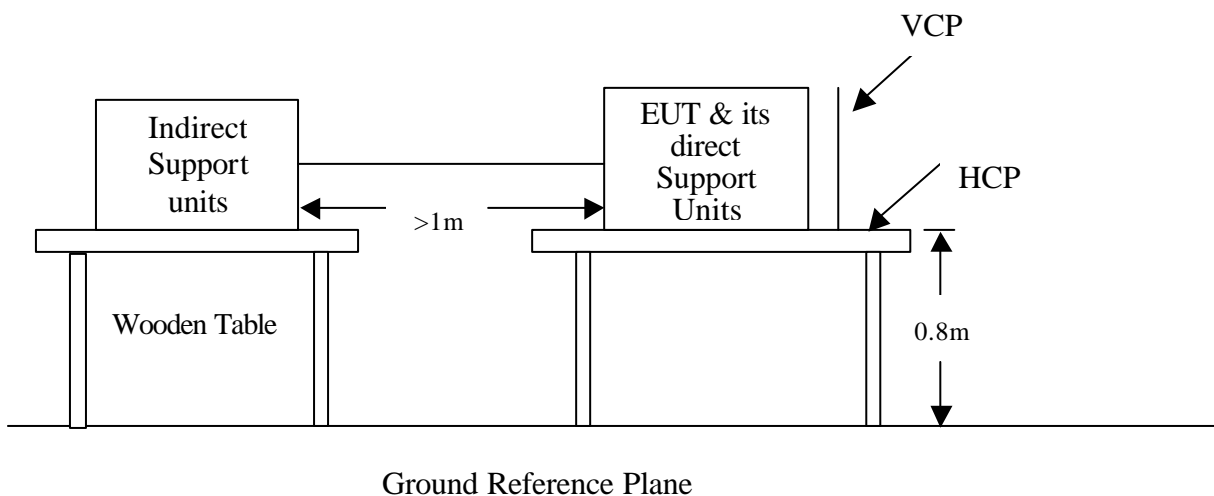 VCP
Indirect
Support
units
EUT & its
direct
Support
Units
HCP
>1m
Wooden Table
0.8m
Ground Reference Plane